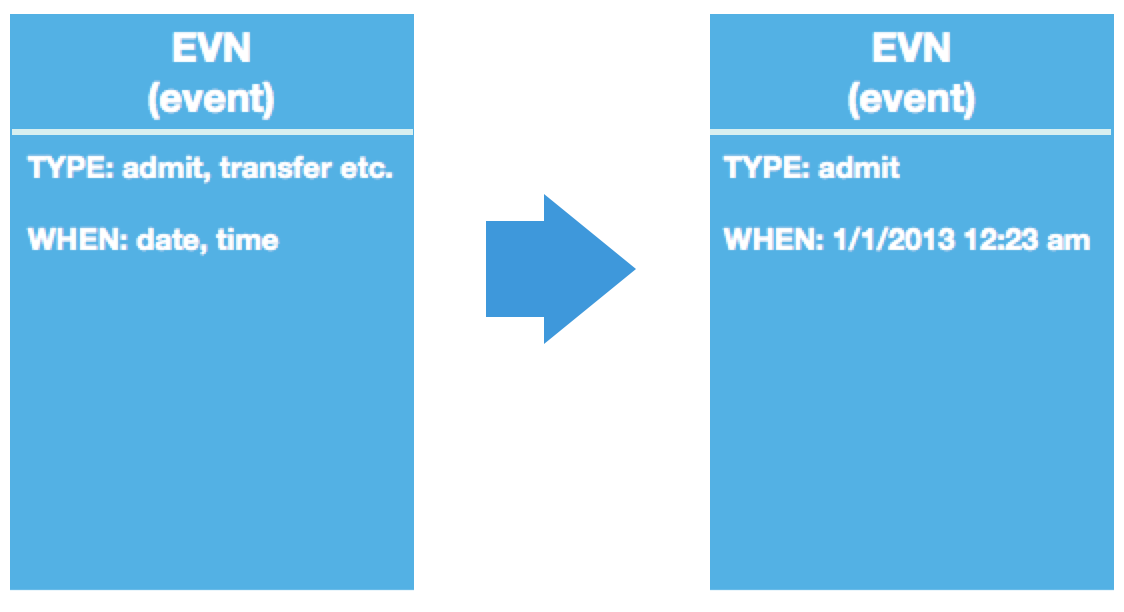 EVN
(event)
TYPE: admit, transfer etc.
WHEN: date, time
EVN
(event)
TYPE: admit
WHEN: 1/1/2013 12:23 am